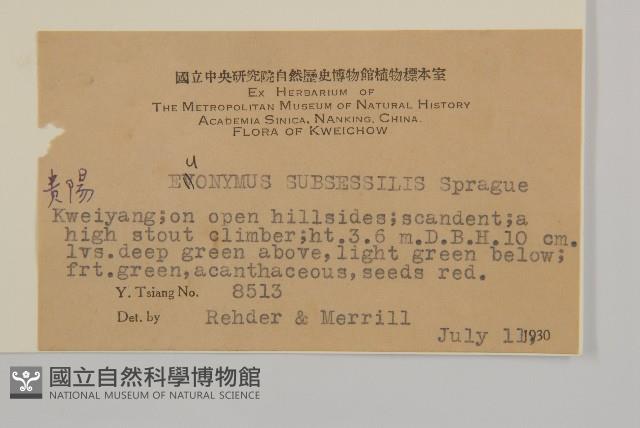 國立中央研究院自然歷史博物館植物標本室
EX HERBARIUM OF
THE METROPOLITAN MUSEUM OF NATURAL HISTORY
ACADEMIA SINICA, NANKING, CHINA.
FLORA OF KWEICHOW
貴陽
EUONYMUS SUBSESSILIS Sprague
Kweiyang;on open hillsides;scandent;a
high stout climber;ht.3.6 m.D.B.H.10 cm.
lvs.deep green above,light green below;
frt.green,acanthaceous,seeds red.
Y. Tsiang No. 8513
Det. by Rehder & Merrill
July 11, 1930
國立自然科學博物館
NATIONAL MUSEUM OF NATURAL SCIENCE